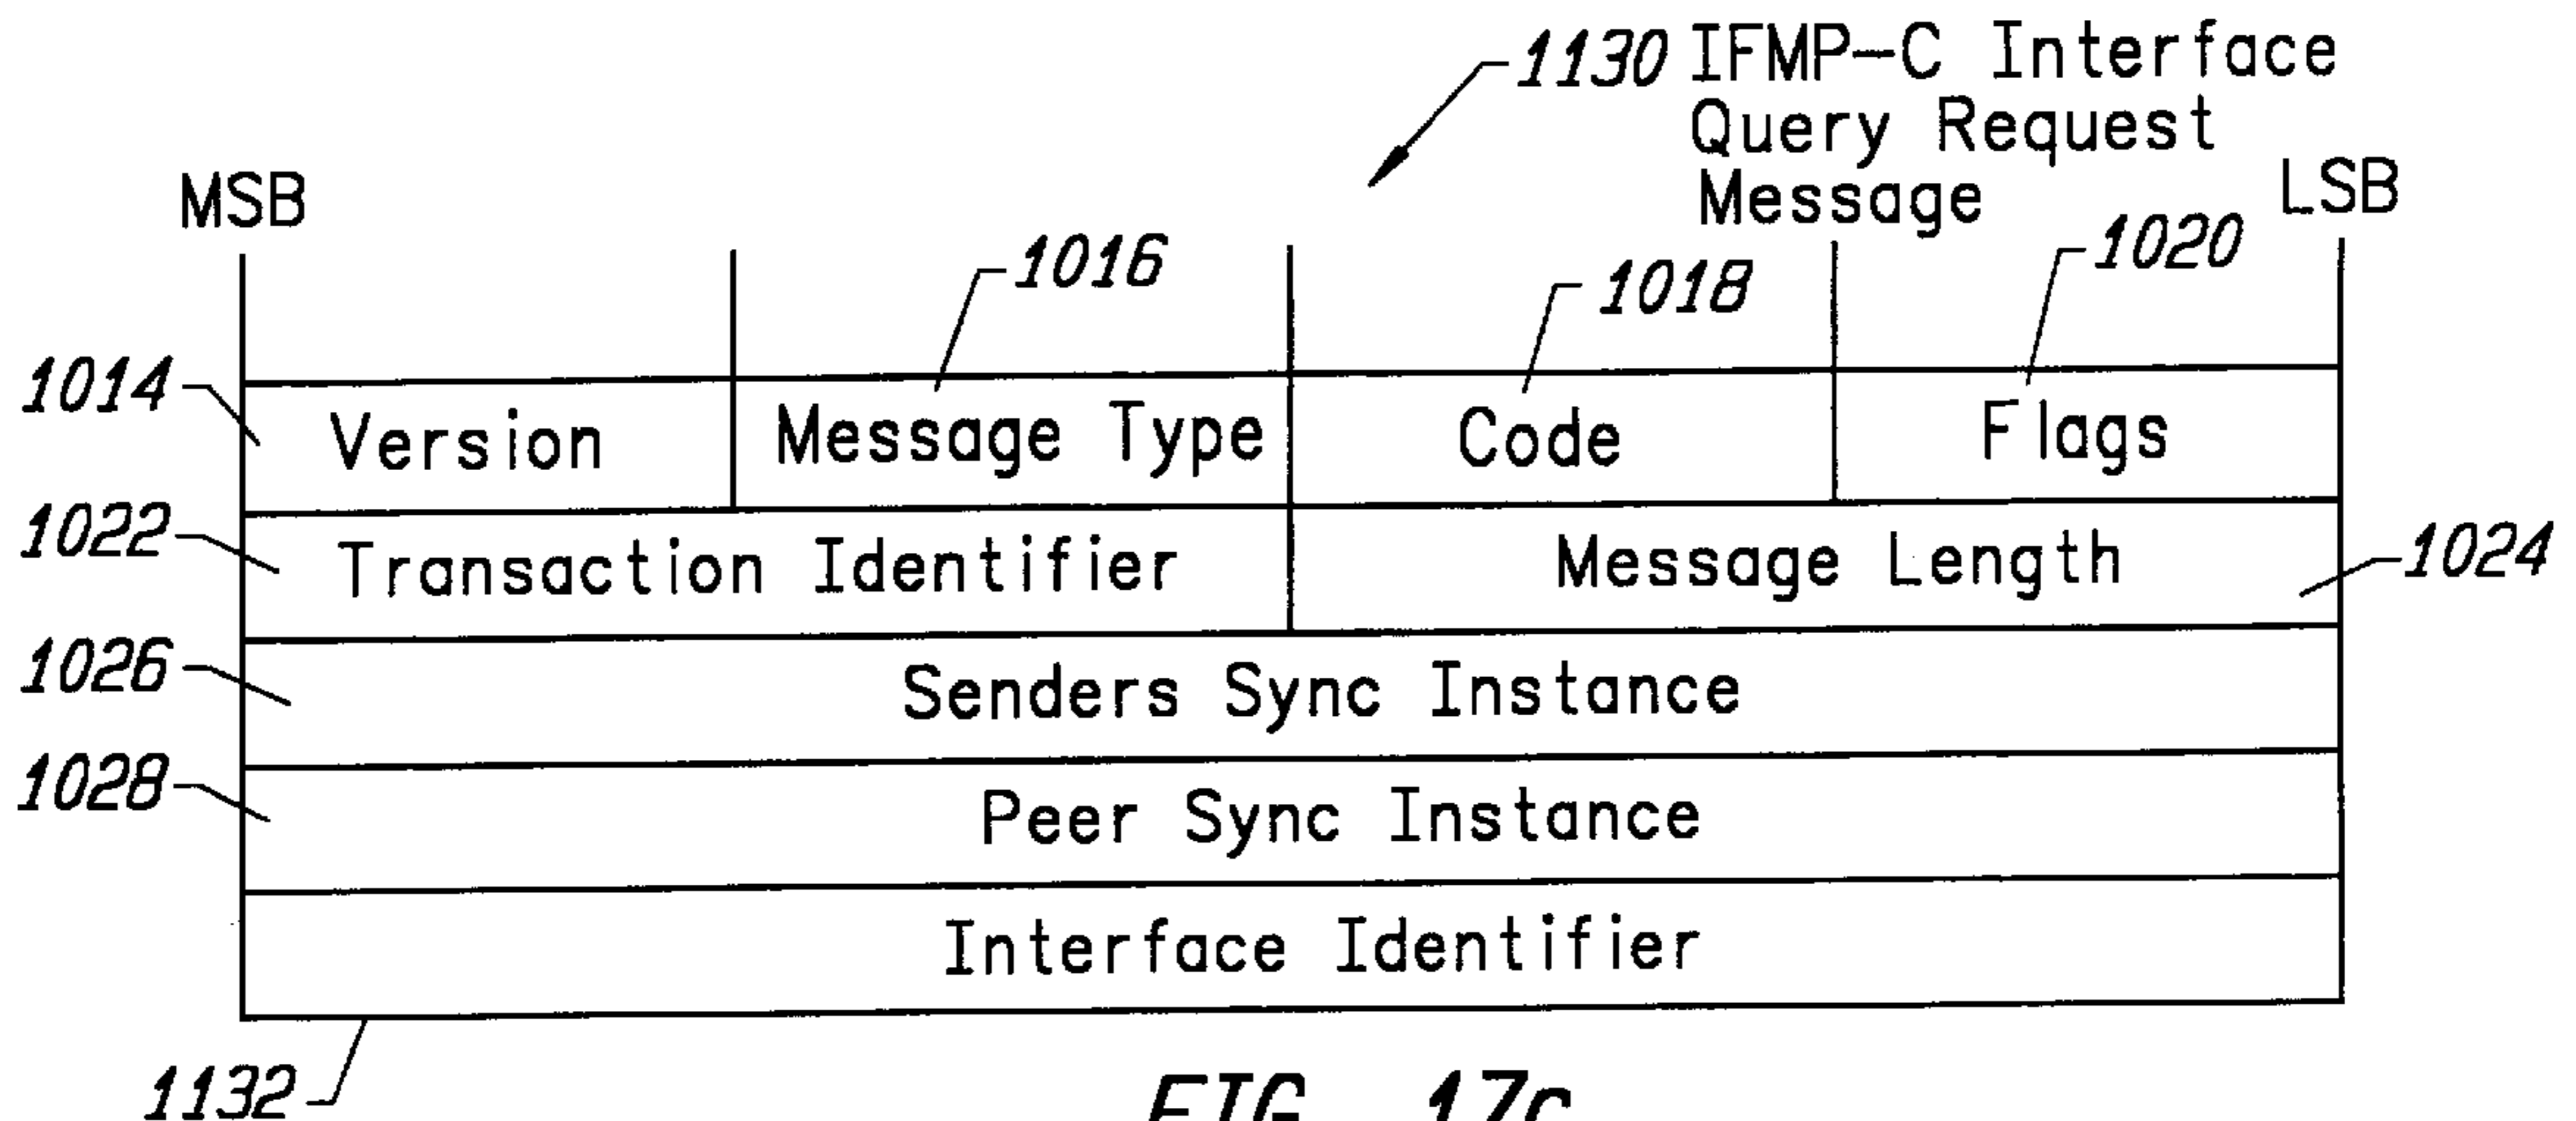 1130 IFMP-C Interface
Query Request
Message
MSB
LSB
1016
1018
1020
1014
Version
Message Type
Code
Flags
1022
Transaction Identifier
Message Length
1024
1026
Senders Sync Instance
1028
Peer Sync Instance
Interface Identifier
1132